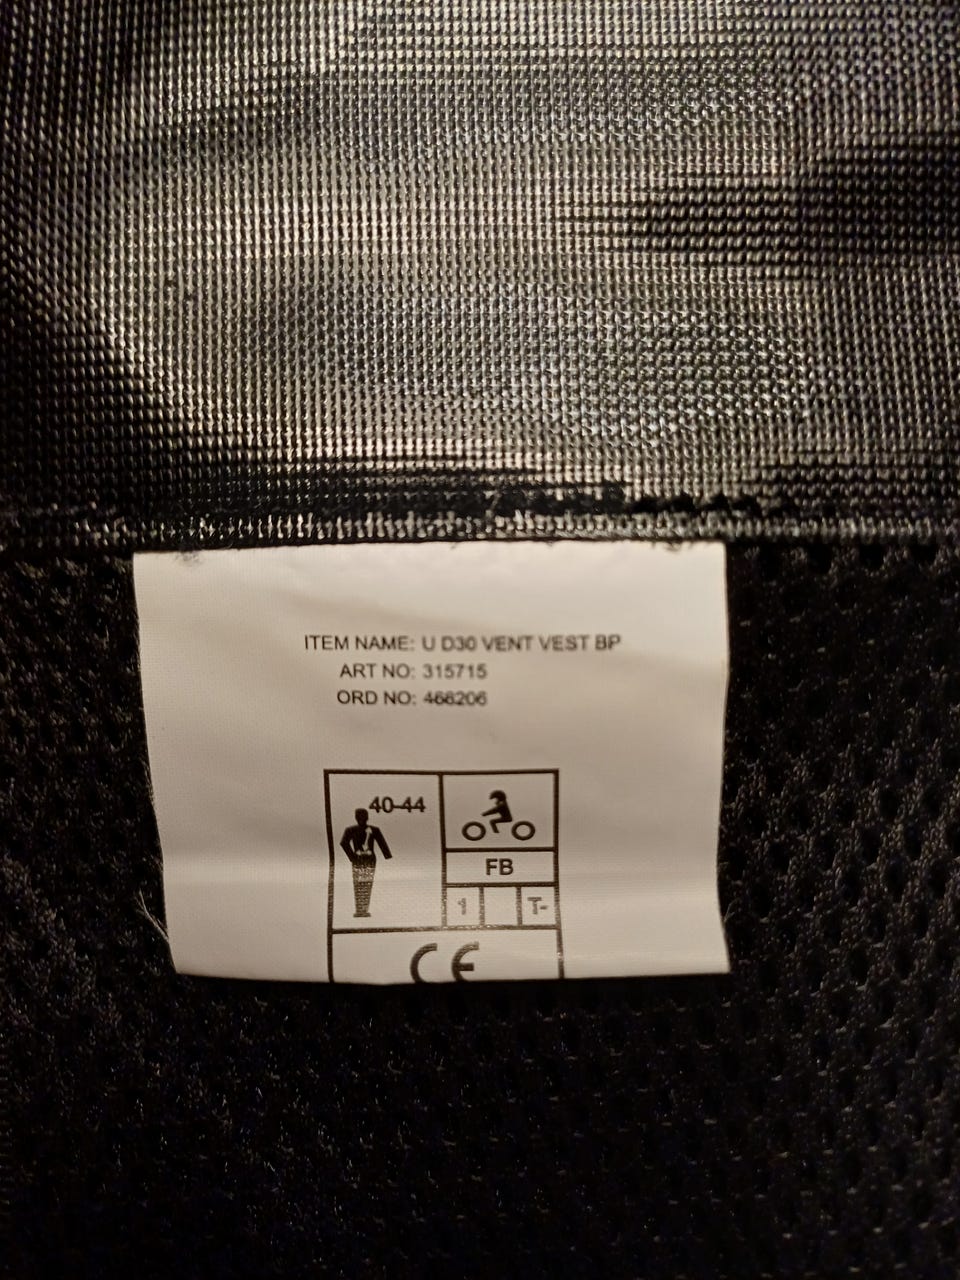 ITEM NAME: U D30 VENT VEST BP
ART NO: 315715
ORD NO: 466206
40-44
FB
1 T-
CE